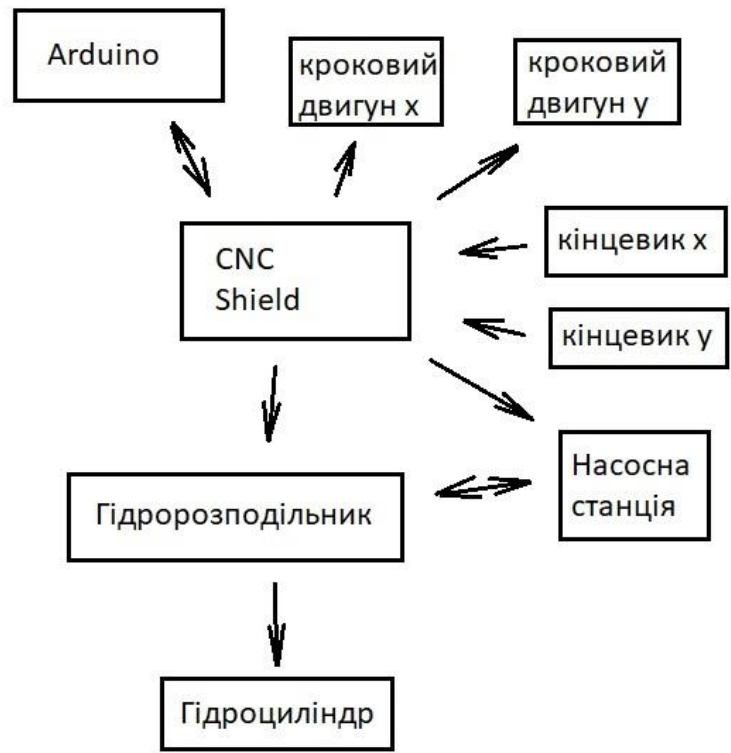 Arduino
кроковий
двигун x
кроковий
двигун y
CNC
Shield
кінцевик x
кінцевик y
Насосна
станція
Гідророзподільник
Гідроциліндр